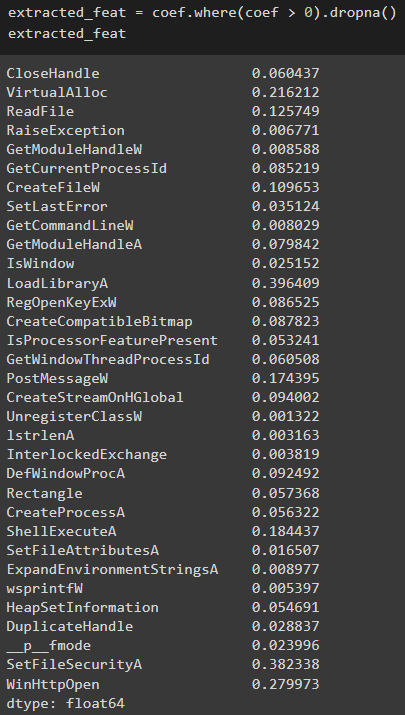 extracted_feat = coef.where(coef > 0).dropna()
extracted_feat
CloseHandle 0.060437
VirtualAlloc 0.216212
ReadFile 0.125749
RaiseException 0.006771
GetModuleHandleW 0.008588
GetCurrentProcessId 0.085219
CreateFileW 0.109653
SetLastError 0.035124
GetCommandLineW 0.008029
GetModuleHandleA 0.079842
IsWindow 0.025152
LoadLibraryA 0.396409
RegOpenKeyExW 0.086525
CreateCompatibleBitmap 0.087823
IsProcessorFeaturePresent 0.053241
GetWindowThreadProcessId 0.060508
PostMessageW 0.174395
CreateStreamOnHGlobal 0.094002
UnregisterClassW 0.001322
lstrlenA 0.003163
InterlockedExchange 0.003819
DefWindowProcA 0.092492
Rectangle 0.057368
CreateProcessA 0.056322
ShellExecuteA 0.184437
SetFileAttributesA 0.016507
ExpandEnvironmentStringsA 0.008977
wsprintfW 0.005397
HeapSetInformation 0.054691
DuplicateHandle 0.028837
__p__fmode 0.023996
SetFileSecurityA 0.382338
WinHttpOpen 0.279973
dtype: float64